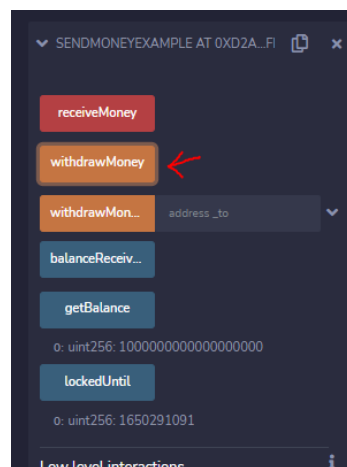 SENDMONEYEXAMPLE AT 0XD2A...FI
receiveMoney
withdrawMoney
withdrawMon... address _to
balanceReceiv...
getBalance
0: uint256: 1000000000000000000
lockedUntil
0: uint256: 1650291091
Low level interactions